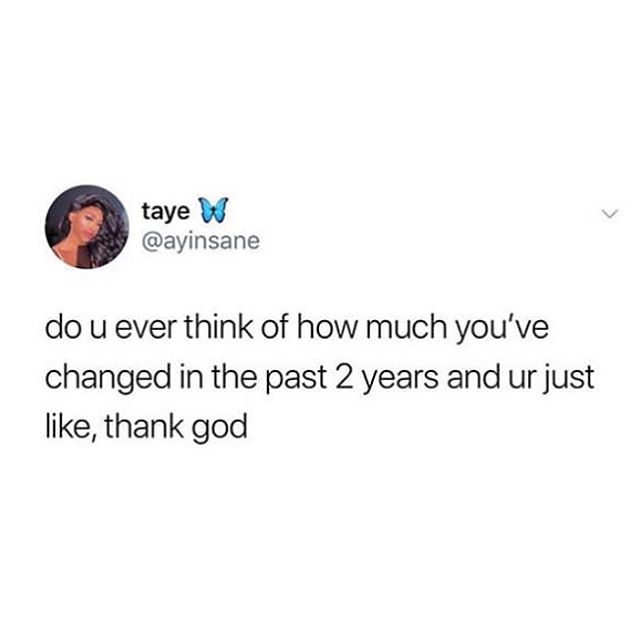 taye 🦋
@ayinsane
do u ever think of how much you've
changed in the past 2 years and ur just
like, thank god